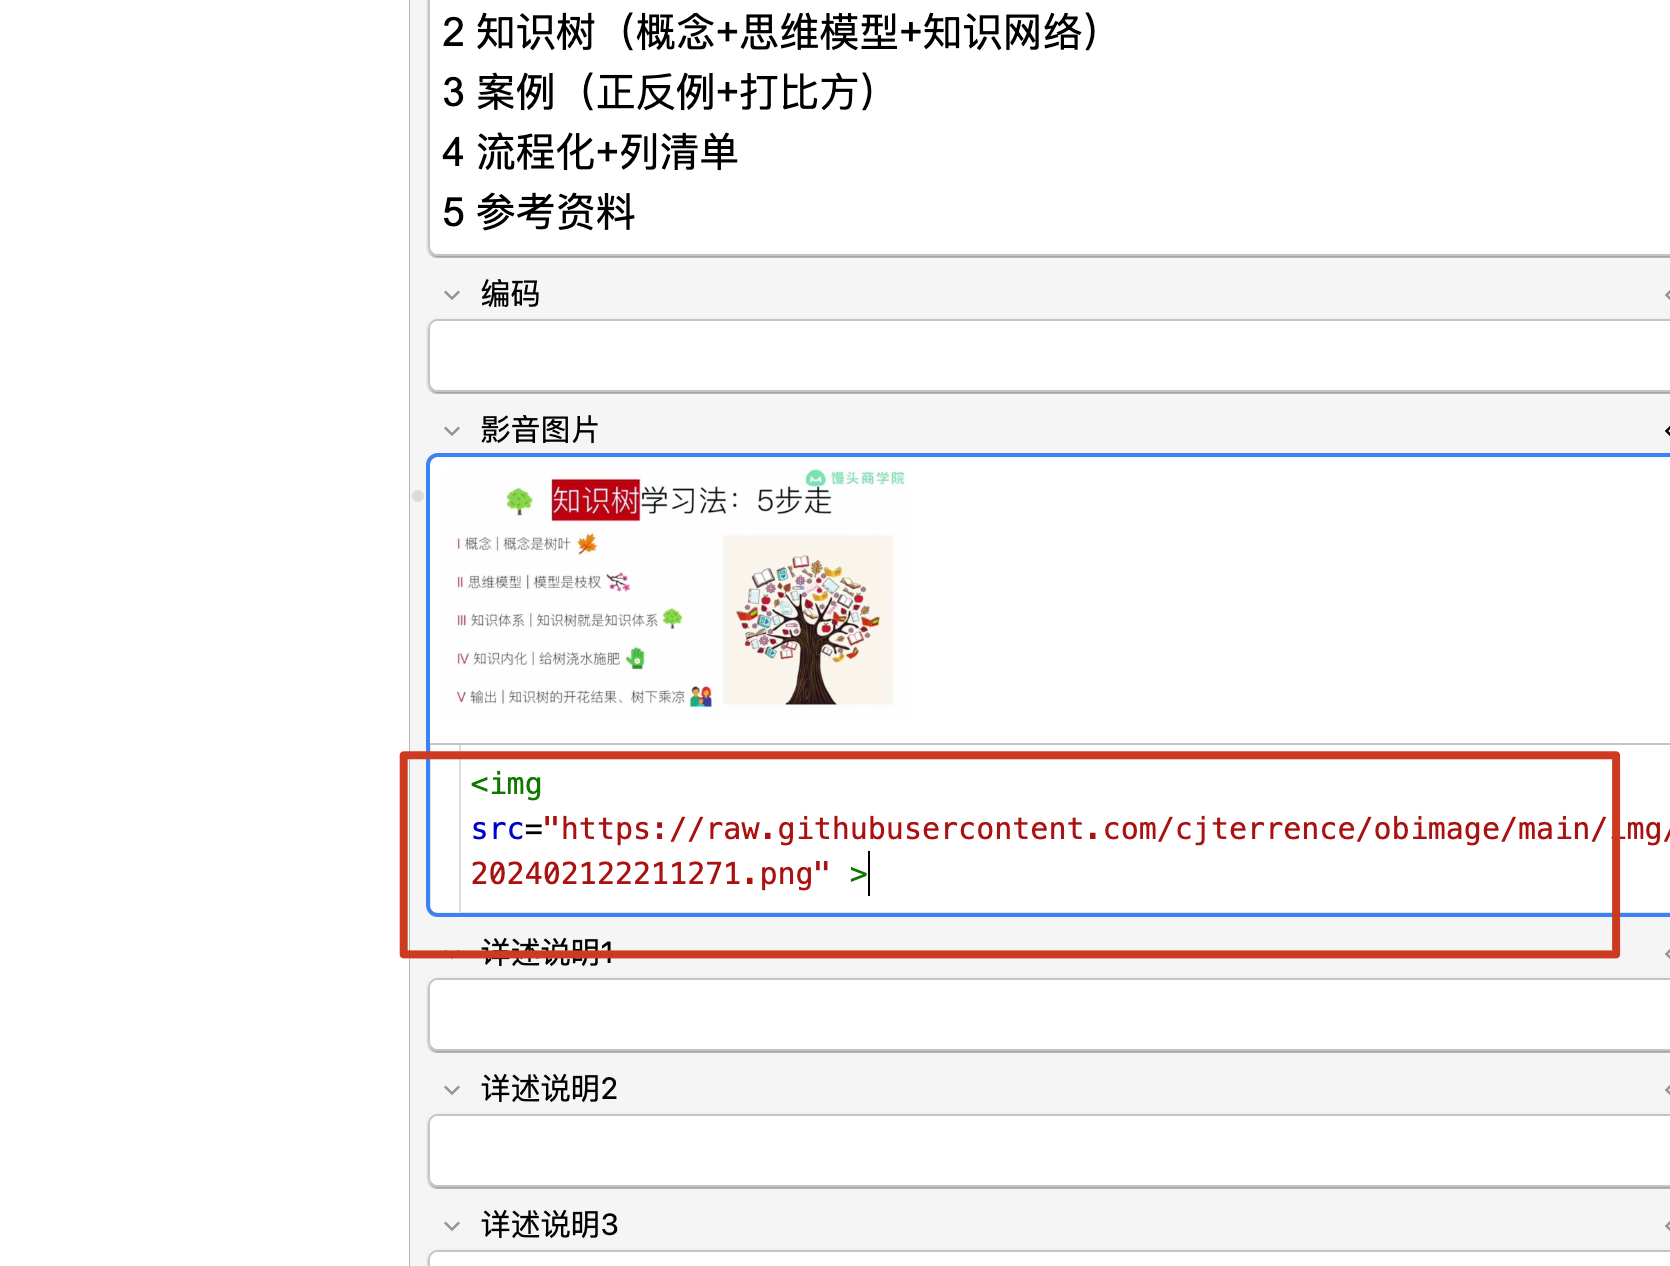 2 知识树（概念+思维模型+知识网络）
3 案例（正反例+打比方）
4 流程化+列清单
5 参考资料
编码
影音图片
馒头商学院
知识树学习法：5步走
I 概念 | 概念是树叶
II 思维模型 | 模型是枝杈
III 知识体系 | 知识树就是知识体系
IV 知识内化 | 给树浇水施肥
V 输出 | 知识树的开花结果、树下乘凉
<img
src="https://raw.githubusercontent.com/cjterrence/obimage/main/img/
202402122211271.png" >
详述说明1
详述说明2
详述说明3